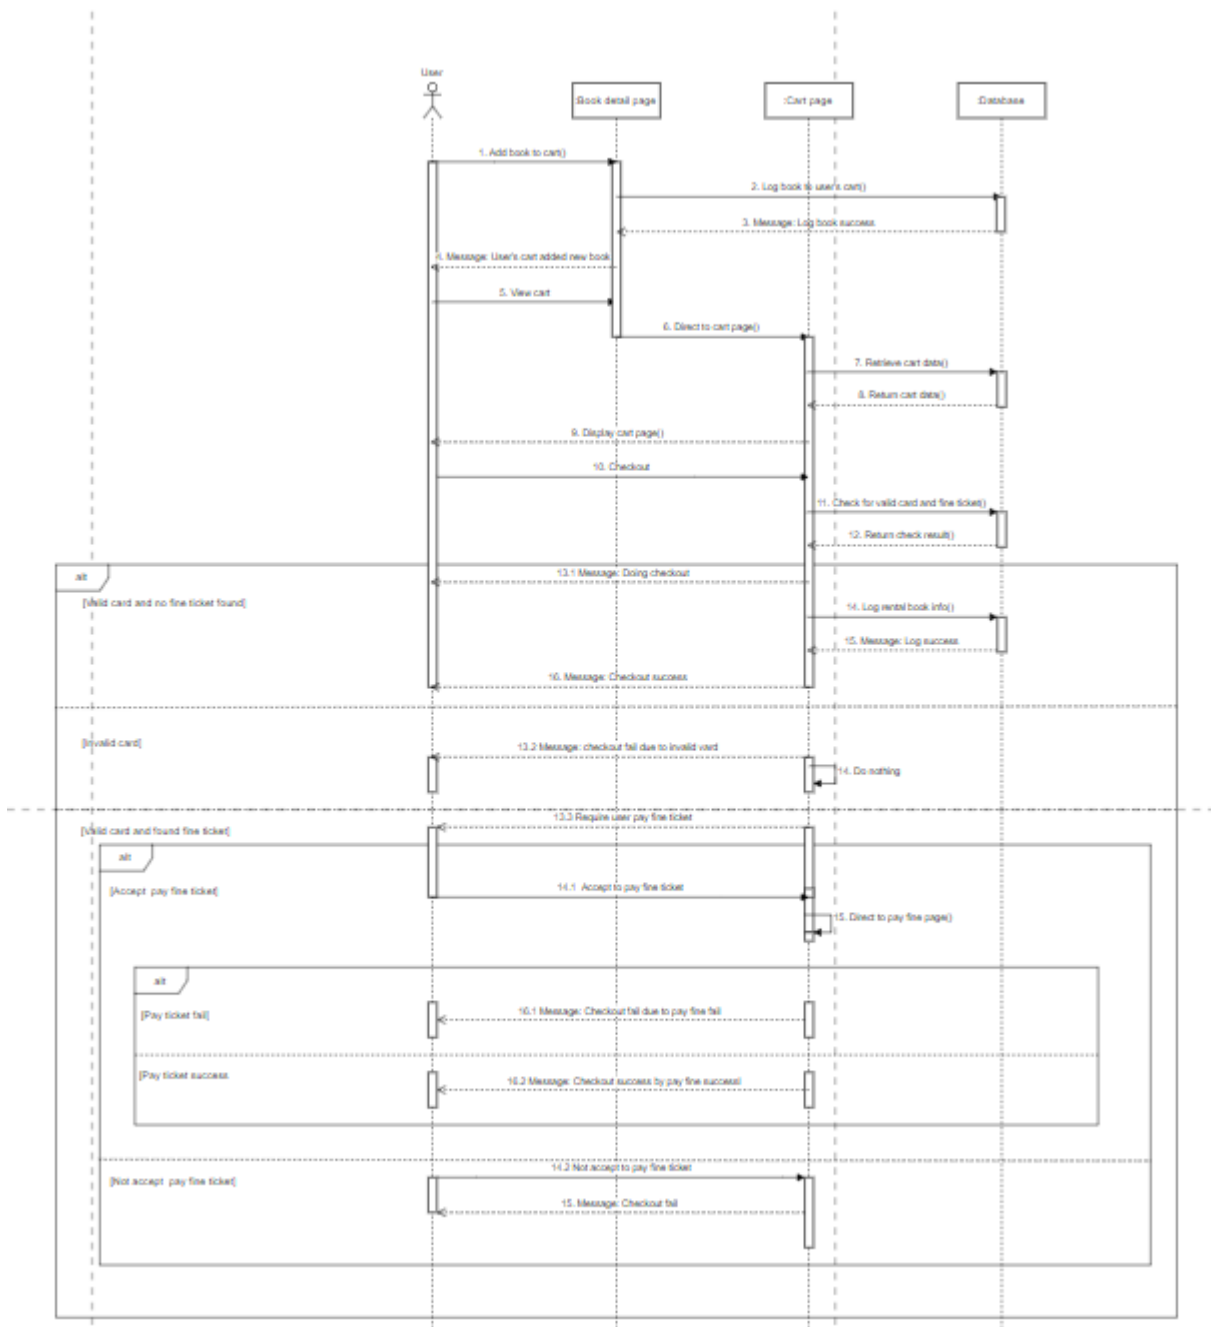 User
:Book detail page
:Cart page
:Database
1. Add book to cart()
2. Log book to user's cart()
3. Message: Log book success
4. Message: User's cart added new book
5. View cart
6. Direct to cart page()
7. Retrieve cart data()
8. Return cart data()
9. Display cart page()
10. Checkout
11. Check for valid card and fine ticket()
12. Return check result()
alt
13.1 Message: Doing checkout
[Valid card and no fine ticket found]
14. Log rental book info()
15. Message: Log success
16. Message: Checkout success
[Invalid card]
13.2 Message: checkout fail due to invalid vard
14. Do nothing
13.3 Require user pay fine ticket
[Valid card and found fine ticket]
alt
[Accept pay fine ticket]
14.1 Accept to pay fine ticket
15. Direct to pay fine page()
alt
[Pay ticket fail]
16.1 Message: Checkout fail due to pay fine fail
[Pay ticket success
16.2 Message: Checkout success by pay fine success!
14.2 Not accept to pay fine ticket
[Not accept pay fine ticket]
15. Message: Checkout fail